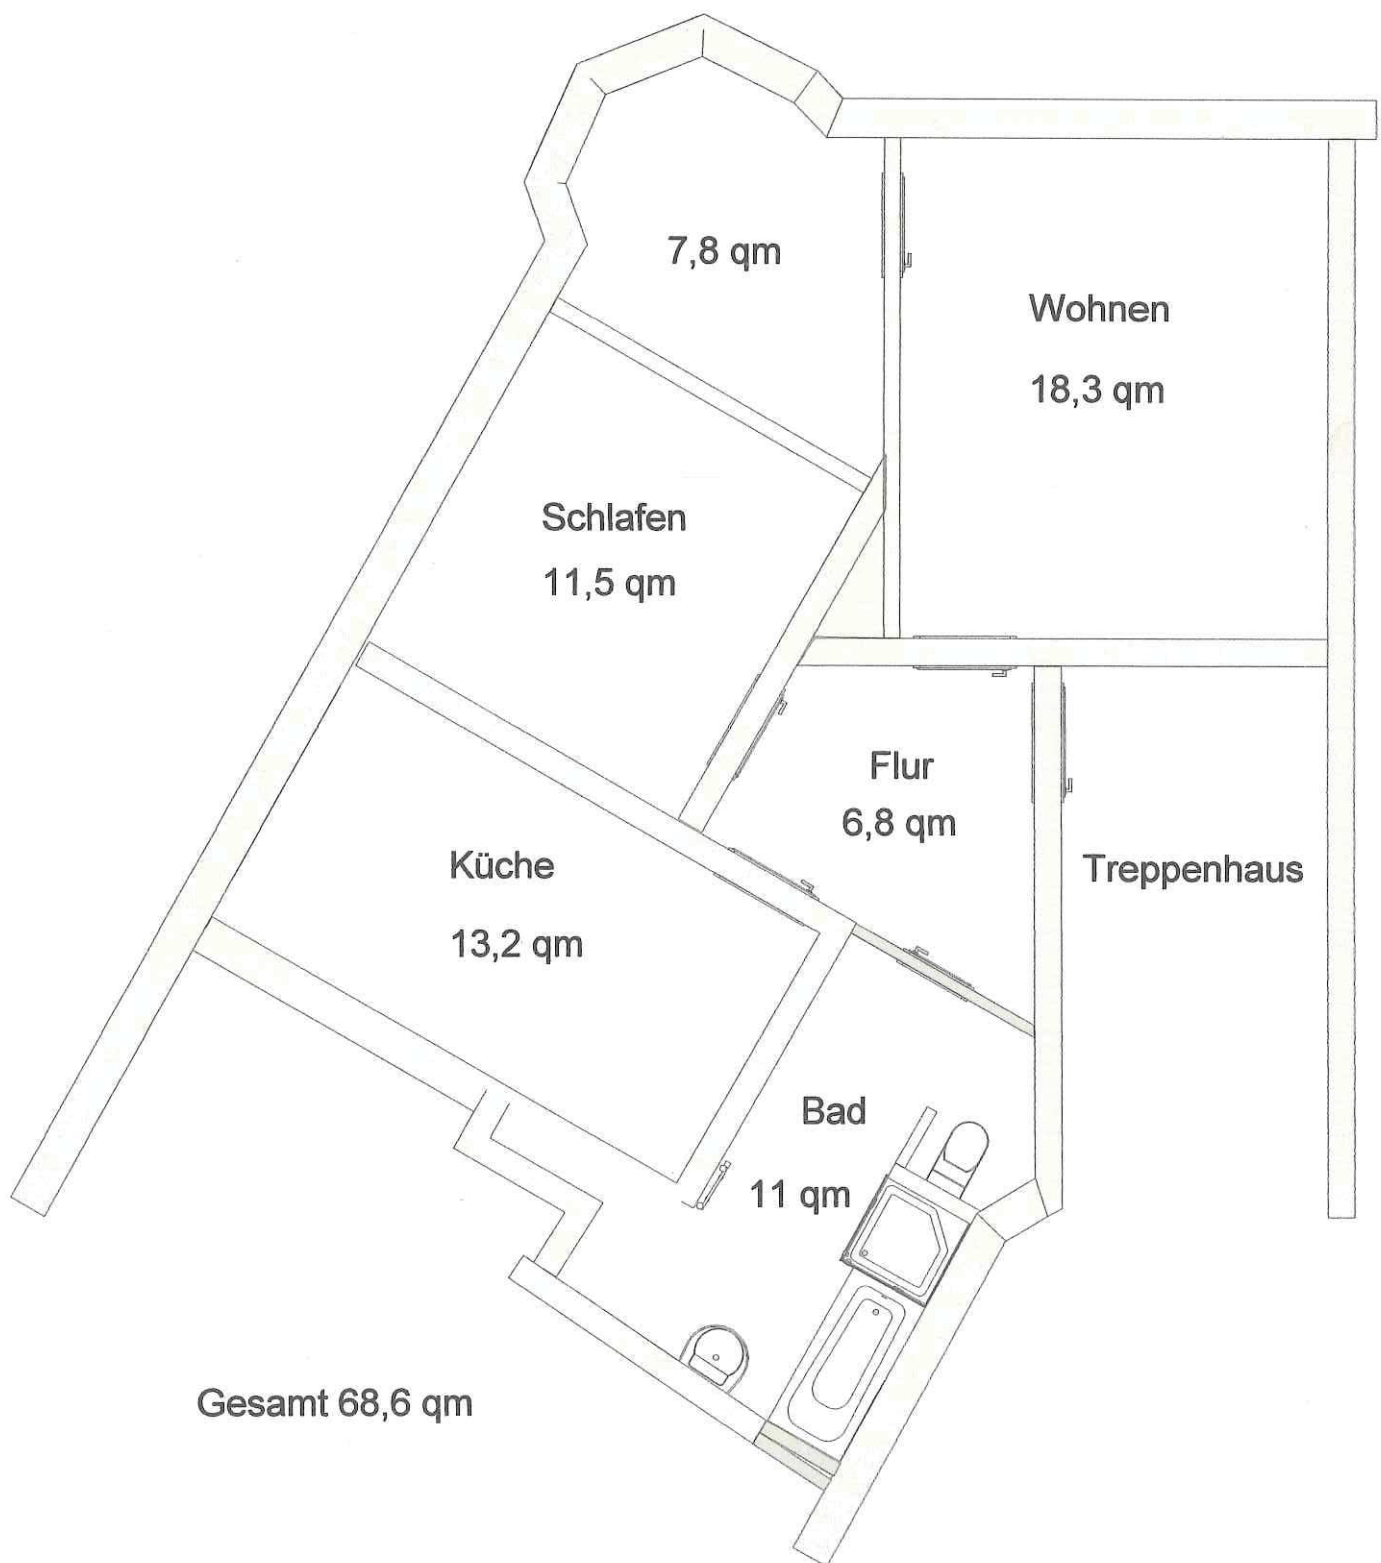 7,8 qm
Wohnen
18,3 qm
Schlafen
11,5 qm
Flur
6,8 qm
Treppenhaus
Küche
13,2 qm
Bad
11 qm
Gesamt 68,6 qm